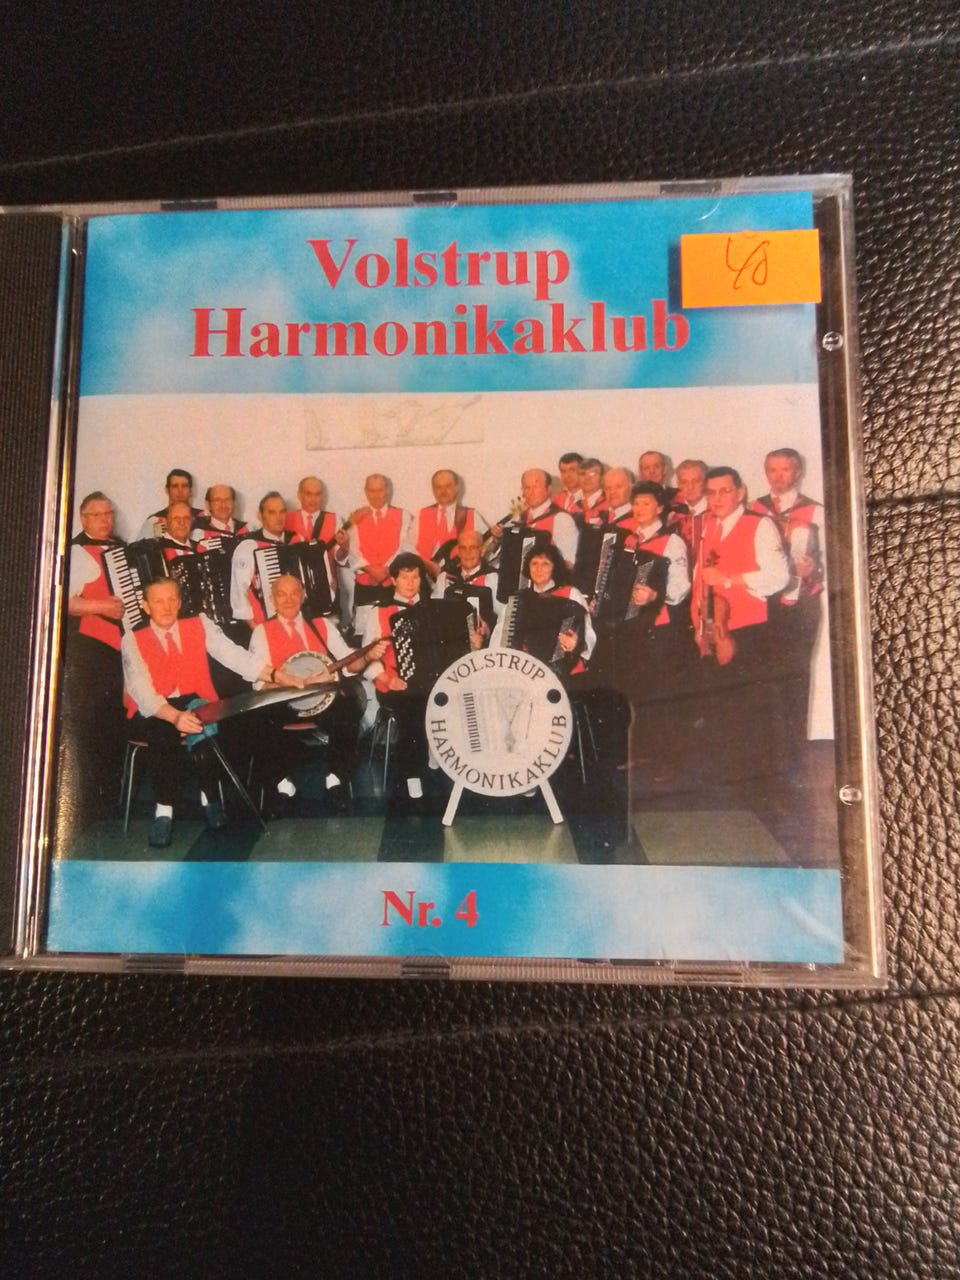 Volstrup
Harmonikaklub
VOLSTRUP
HARMONIKAKLUB
Nr. 4